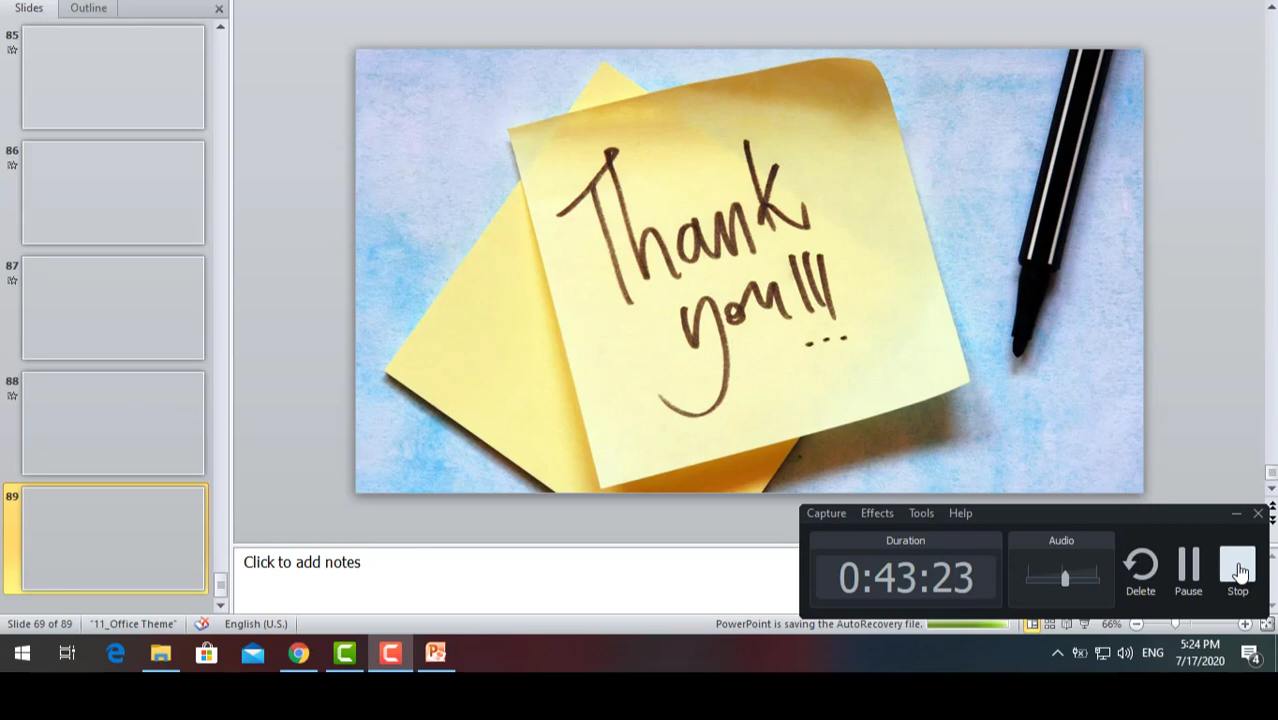 Slides
Outline
85
86
87
88
89
Thank
you!!!
Click to add notes
Capture
Effects
Tools
Help
Duration
Audio
0:43:23
Delete
Pause
Stop
Slide 69 of 89
"11_Office Theme"
English (U.S.)
PowerPoint is saving the AutoRecovery file.
66%
ENG
5:24 PM
7/17/2020
4